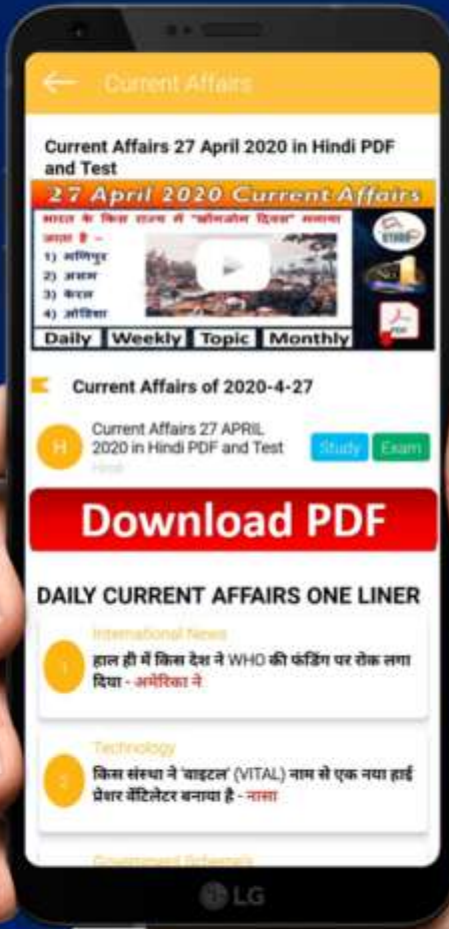 Current Affairs
Current Affairs 27 April 2020 in Hindi PDF
and Test
27 April 2020 Current Affairs
भारत के किस राज्य में "खोंगजोम दिवस" मनाया
जाता है -
1) मणिपुर
2) असम
3) केरल
4) ओडिशा
PDF
Daily Weekly Topic Monthly
Current Affairs of 2020-4-27
H
Current Affairs 27 APRIL
2020 in Hindi PDF and Test
Hindi
Study Exam
Download PDF
DAILY CURRENT AFFAIRS ONE LINER
International News
1
हाल ही में किस देश ने WHO की फंडिंग पर रोक लगा
दिया - अमेरिका ने
Technology
2
किस संस्था ने 'वाइटल' (VITAL) नाम से एक नया हाई
प्रेशर वेंटिलेटर बनाया है - नासा
Government Scheme's
LG